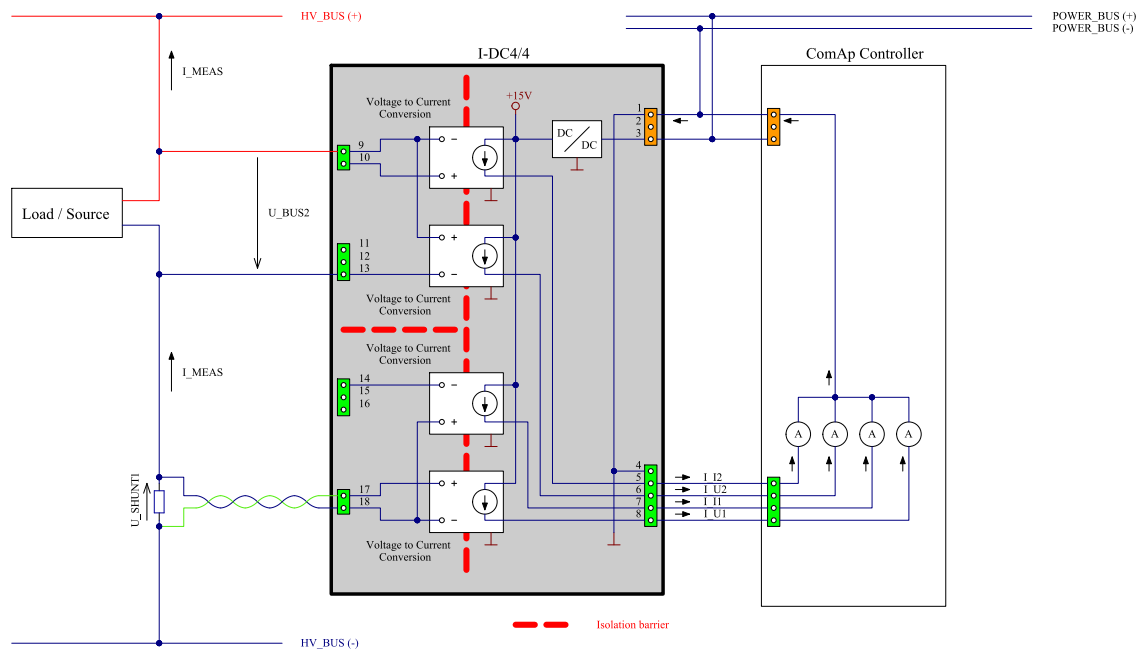 HV_BUS (+)
POWER_BUS (+)
POWER_BUS (-)
I-DC4/4
ComAp Controller
I_MEAS
Voltage to Current
Conversion
+15V
1
2
3
DC
DC
9
10
−
+
Load / Source
U_BUS2
11
12
13
+
−
Voltage to Current
Conversion
Voltage to Current
Conversion
I_MEAS
14
15
16
−
+
A
A
A
A
U_SHUNT1
17
18
+
−
4
5
6
7
8
I_I2
I_U2
I_I1
I_U1
Voltage to Current
Conversion
Isolation barrier
HV_BUS (-)